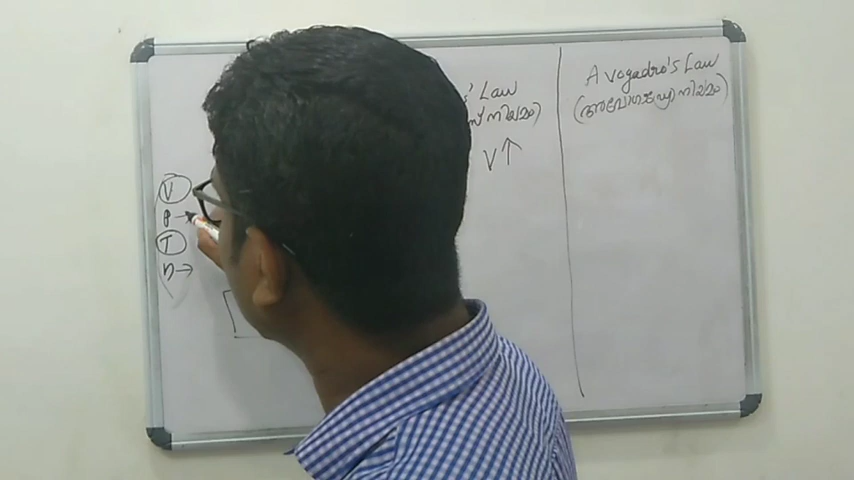 Law
നിയമം)
V↑
Avogadro's Law
(അവോഗാഡ്രോ നിയമം)
V
P →
T
n →